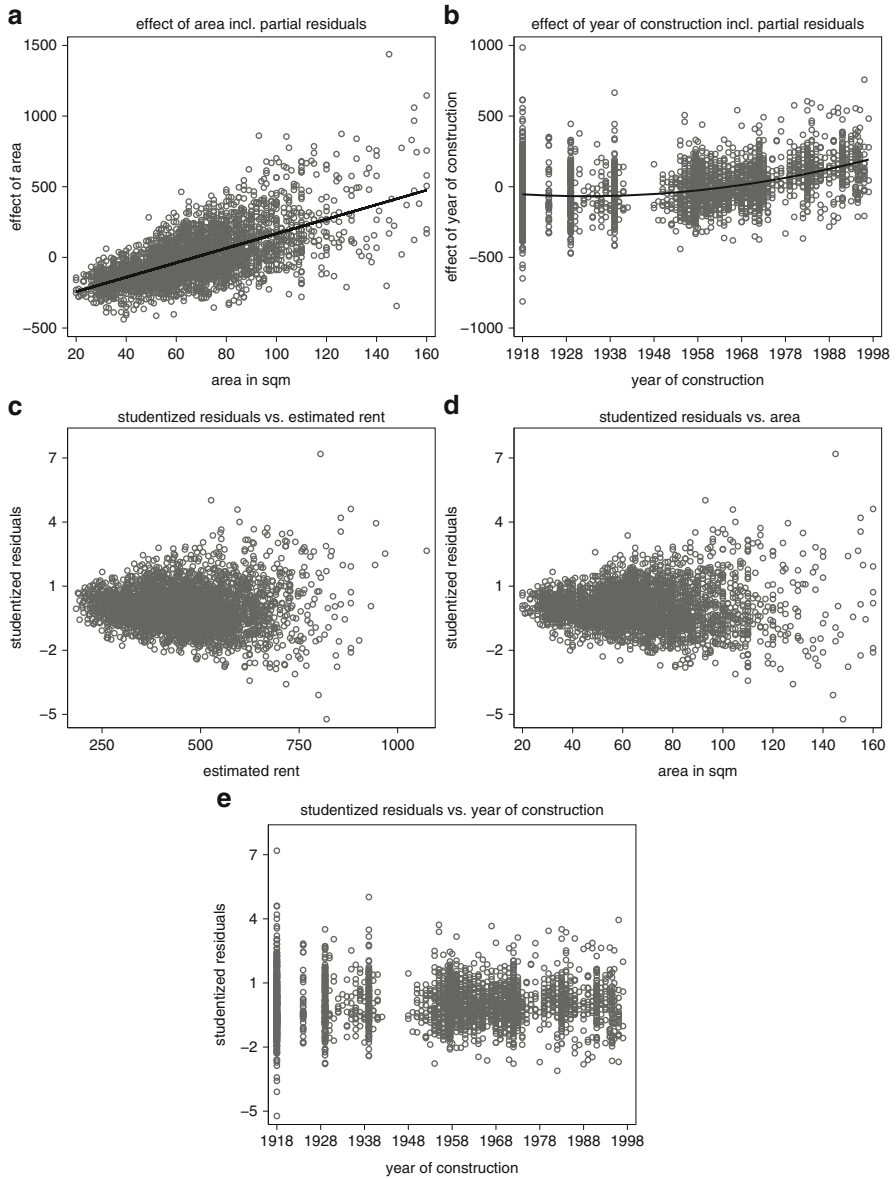 a
effect of area incl. partial residuals
1500
1000
500
0
−500
effect of area
20 40 60 80 100 120 140 160
area in sqm
b
effect of year of construction incl. partial residuals
1000
500
0
−500
−1000
effect of year of construction
1918 1928 1938 1948 1958 1968 1978 1988 1998
year of construction
c
studentized residuals vs. estimated rent
7
4
1
−2
−5
studentized residuals
250 500 750 1000
estimated rent
d
studentized residuals vs. area
7
4
1
−2
−5
studentized residuals
20 40 60 80 100 120 140 160
area in sqm
e
studentized residuals vs. year of construction
7
4
1
−2
−5
studentized residuals
1918 1928 1938 1948 1958 1968 1978 1988 1998
year of construction